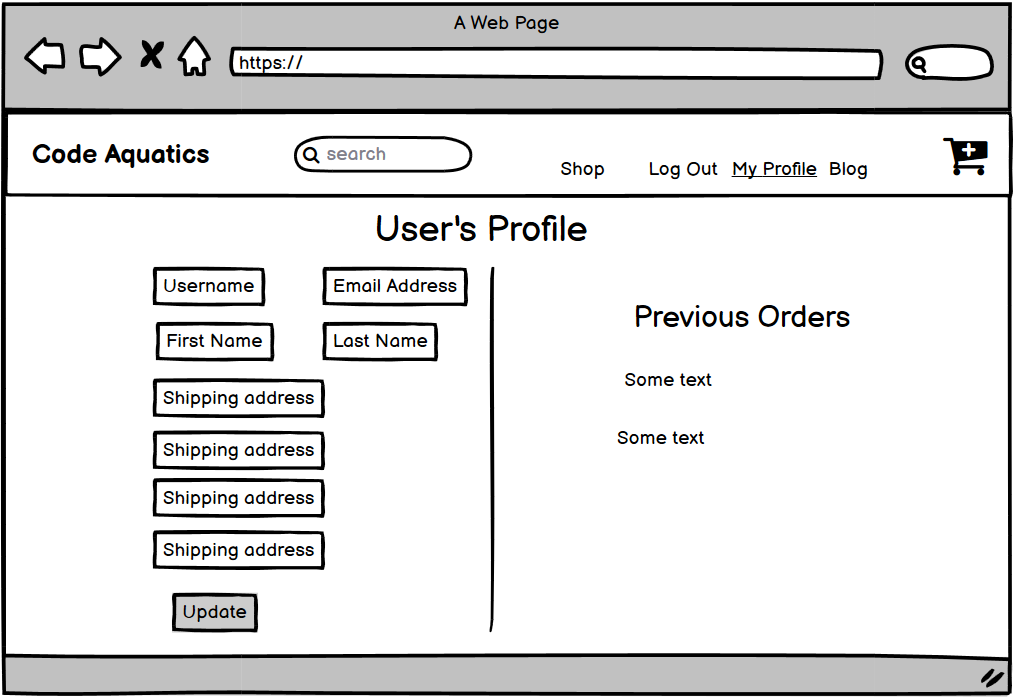 A Web Page
https://
Code Aquatics
search
Shop
Log Out
My Profile
Blog
User's Profile
Username
Email Address
First Name
Last Name
Shipping address
Shipping address
Shipping address
Shipping address
Update
Previous Orders
Some text
Some text